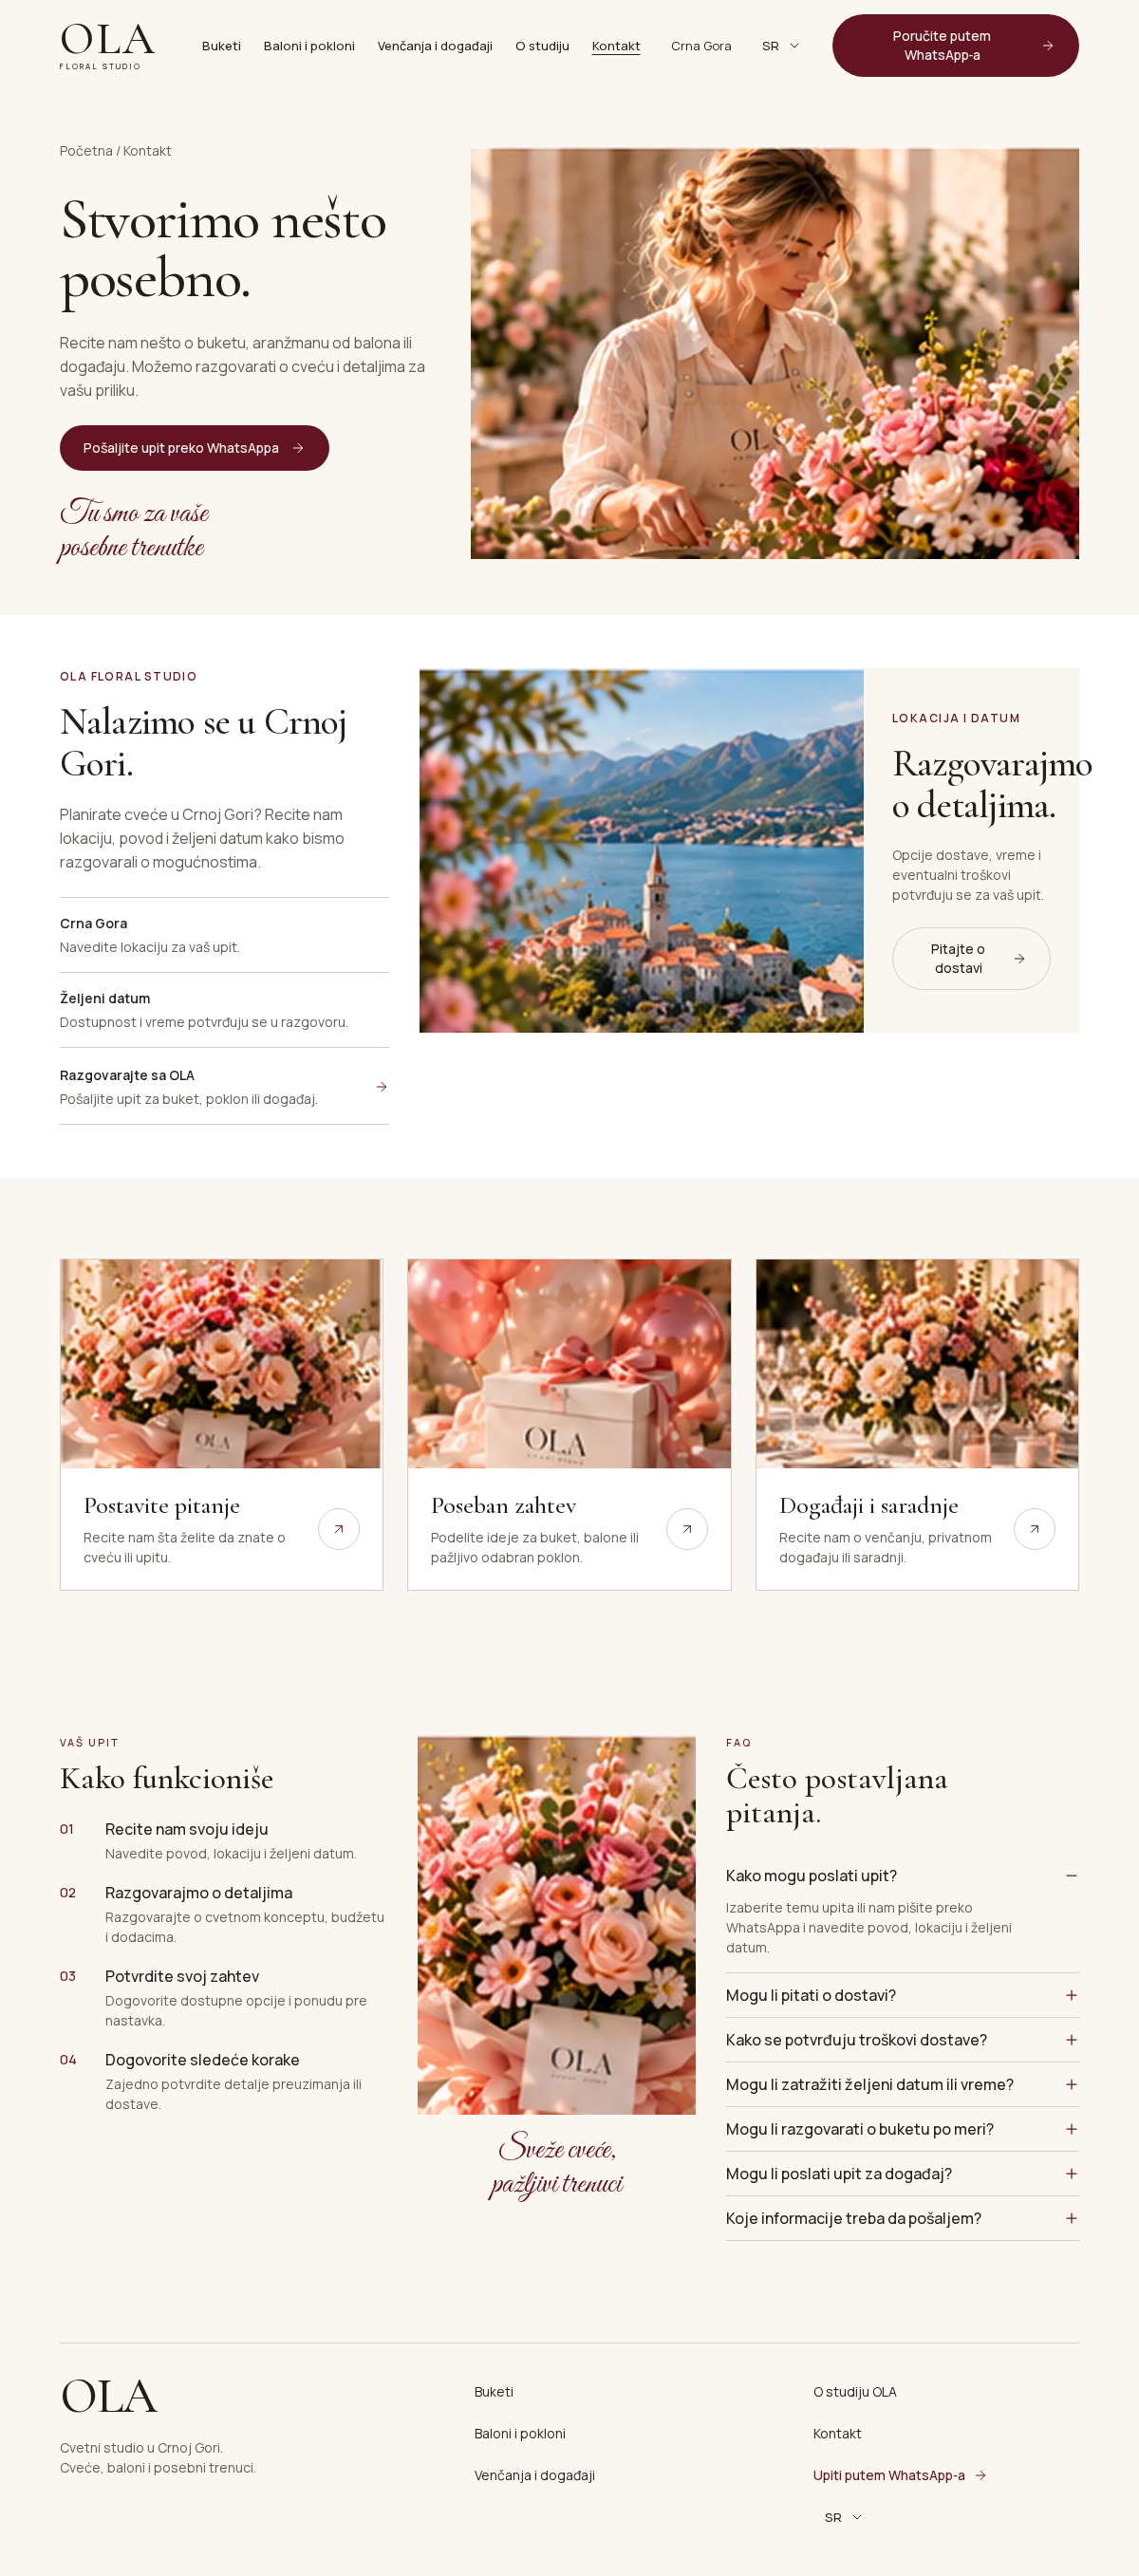 OLA
FLORAL STUDIO
Buketi
Baloni i pokloni
Venčanja i događaji
O studiju
Kontakt
Crna Gora
SR
Poručite putem
WhatsApp-a
Početna / Kontakt
Stvorimo nešto
posebno.
Recite nam nešto o buketu, aranžmanu od balona ili
događaju. Možemo razgovarati o cveću i detaljima za
vašu priliku.
Pošaljite upit preko WhatsAppa
Tu smo za vaše
posebne trenutke
OLA FLORAL STUDIO
Nalazimo se u Crnoj
Gori.
Planirate cveće u Crnoj Gori? Recite nam
lokaciju, povod i željeni datum kako bismo
razgovarali o mogućnostima.
Crna Gora
Navedite lokaciju za vaš upit.
Željeni datum
Dostupnost i vreme potvrđuju se u razgovoru.
Razgovarajte sa OLA
Pošaljite upit za buket, poklon ili događaj.
LOKACIJA I DATUM
Razgovarajmo
o detaljima.
Opcije dostave, vreme i
eventualni troškovi
potvrđuju se za vaš upit.
Pitajte o
dostavi
OLA
OLA
Postavite pitanje
Recite nam šta želite da znate o
cveću ili upitu.
Poseban zahtev
Podelite ideje za buket, balone ili
pažljivo odabran poklon.
Događaji i saradnje
Recite nam o venčanju, privatnom
događaju ili saradnji.
VAŠ UPIT
Kako funkcioniše
01
Recite nam svoju ideju
Navedite povod, lokaciju i željeni datum.
02
Razgovarajmo o detaljima
Razgovarajte o cvetnom konceptu, budžetu
i dodacima.
03
Potvrdite svoj zahtev
Dogovorite dostupne opcije i ponudu pre
nastavka.
04
Dogovorite sledeće korake
Zajedno potvrdite detalje preuzimanja ili
dostave.
OLA
Sveže cveće,
pažljivi trenuci
FAQ
Često postavljana
pitanja.
Kako mogu poslati upit?
Izaberite temu upita ili nam pišite preko
WhatsAppa i navedite povod, lokaciju i željeni
datum.
Mogu li pitati o dostavi?
Kako se potvrđuju troškovi dostave?
Mogu li zatražiti željeni datum ili vreme?
Mogu li razgovarati o buketu po meri?
Mogu li poslati upit za događaj?
Koje informacije treba da pošaljem?
OLA
Cvetni studio u Crnoj Gori.
Cveće, baloni i posebni trenuci.
Buketi
Baloni i pokloni
Venčanja i događaji
O studiju OLA
Kontakt
Upiti putem WhatsApp-a
SR